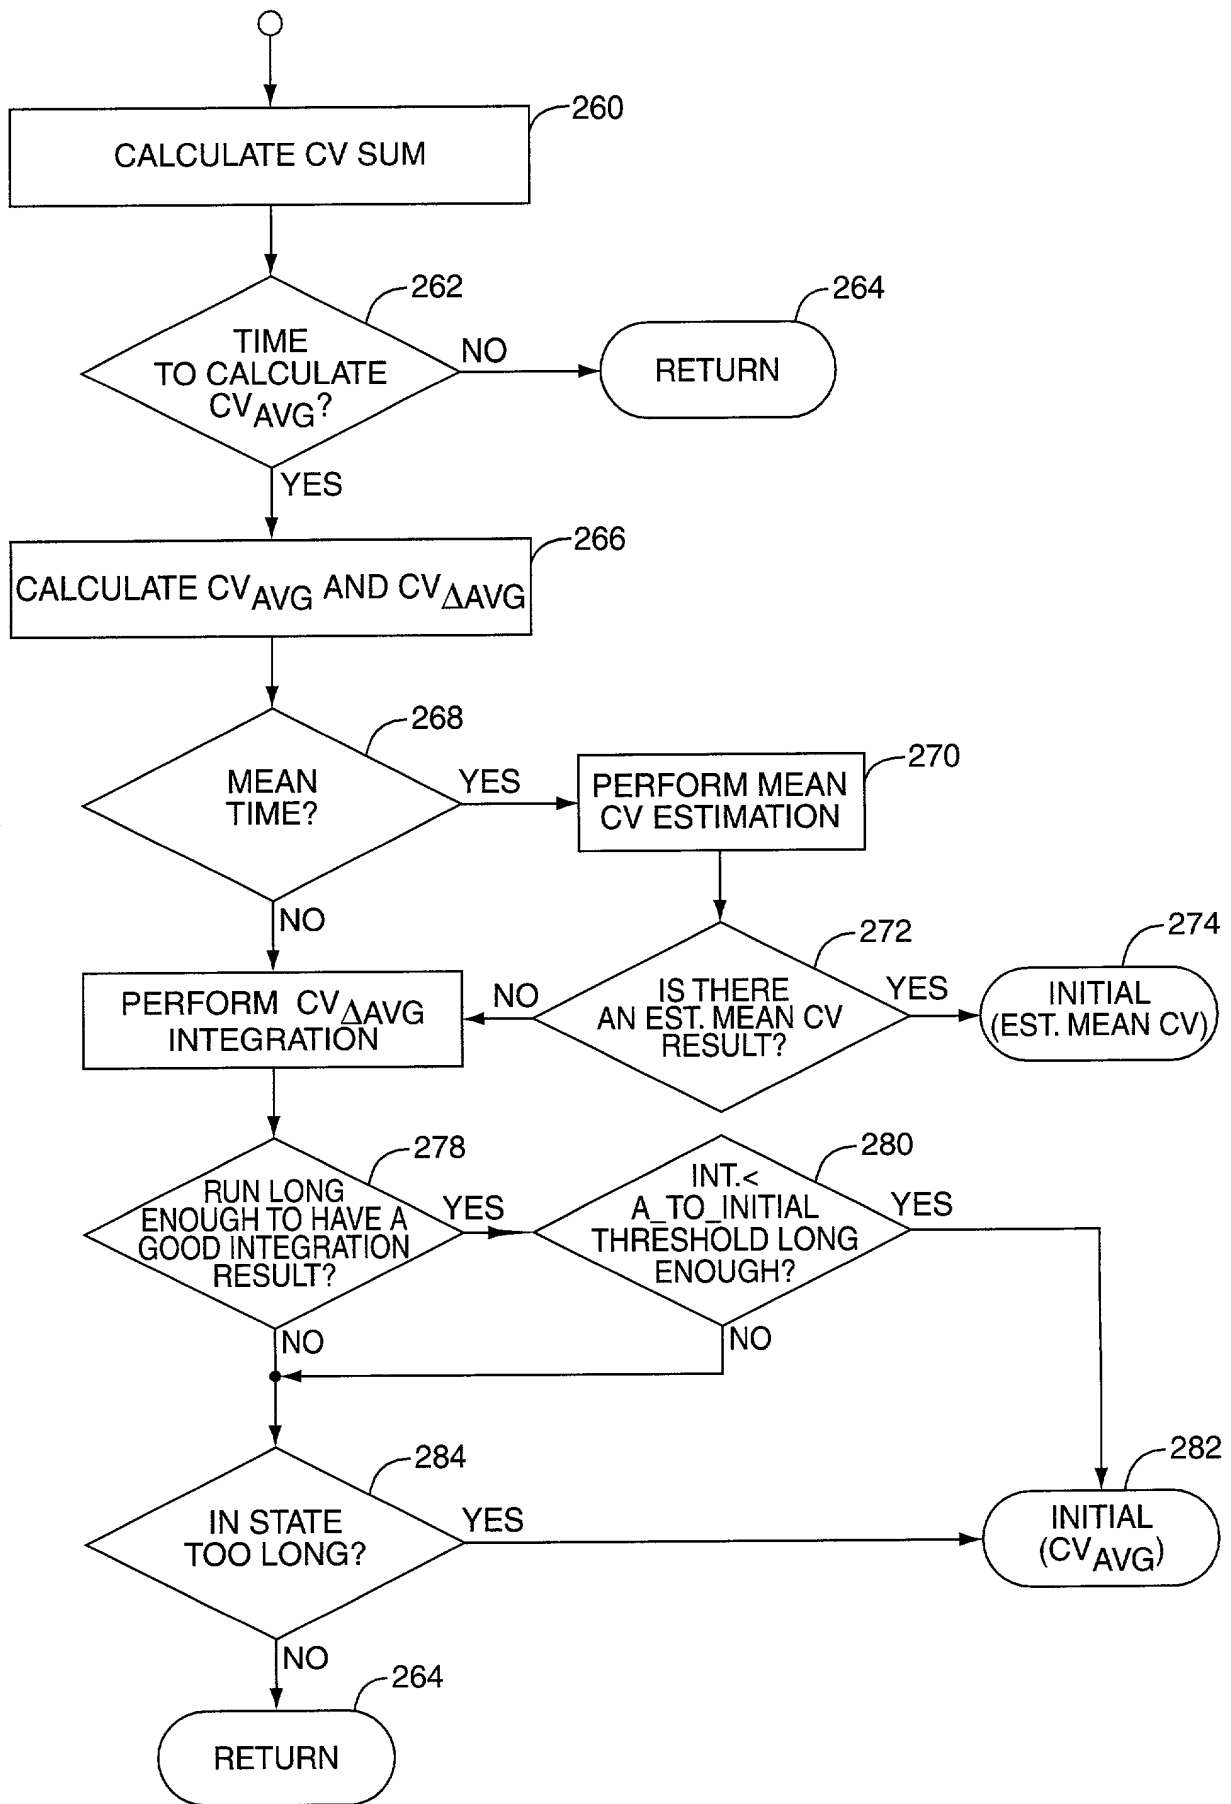 260
CALCULATE CV SUM
262
TIME
TO CALCULATE
CVAVG?
NO
264
RETURN
YES
266
CALCULATE CVAVG AND CVΔAVG
268
MEAN
TIME?
YES
270
PERFORM MEAN
CV ESTIMATION
NO
272
IS THERE
AN EST. MEAN CV
RESULT?
YES
274
INITIAL
(EST. MEAN CV)
NO
PERFORM CVΔAVG
INTEGRATION
278
RUN LONG
ENOUGH TO HAVE A
GOOD INTEGRATION
RESULT?
YES
280
INT.<
A_TO_INITIAL
THRESHOLD LONG
ENOUGH?
YES
NO
NO
284
IN STATE
TOO LONG?
YES
282
INITIAL
(CVAVG)
NO
264
RETURN